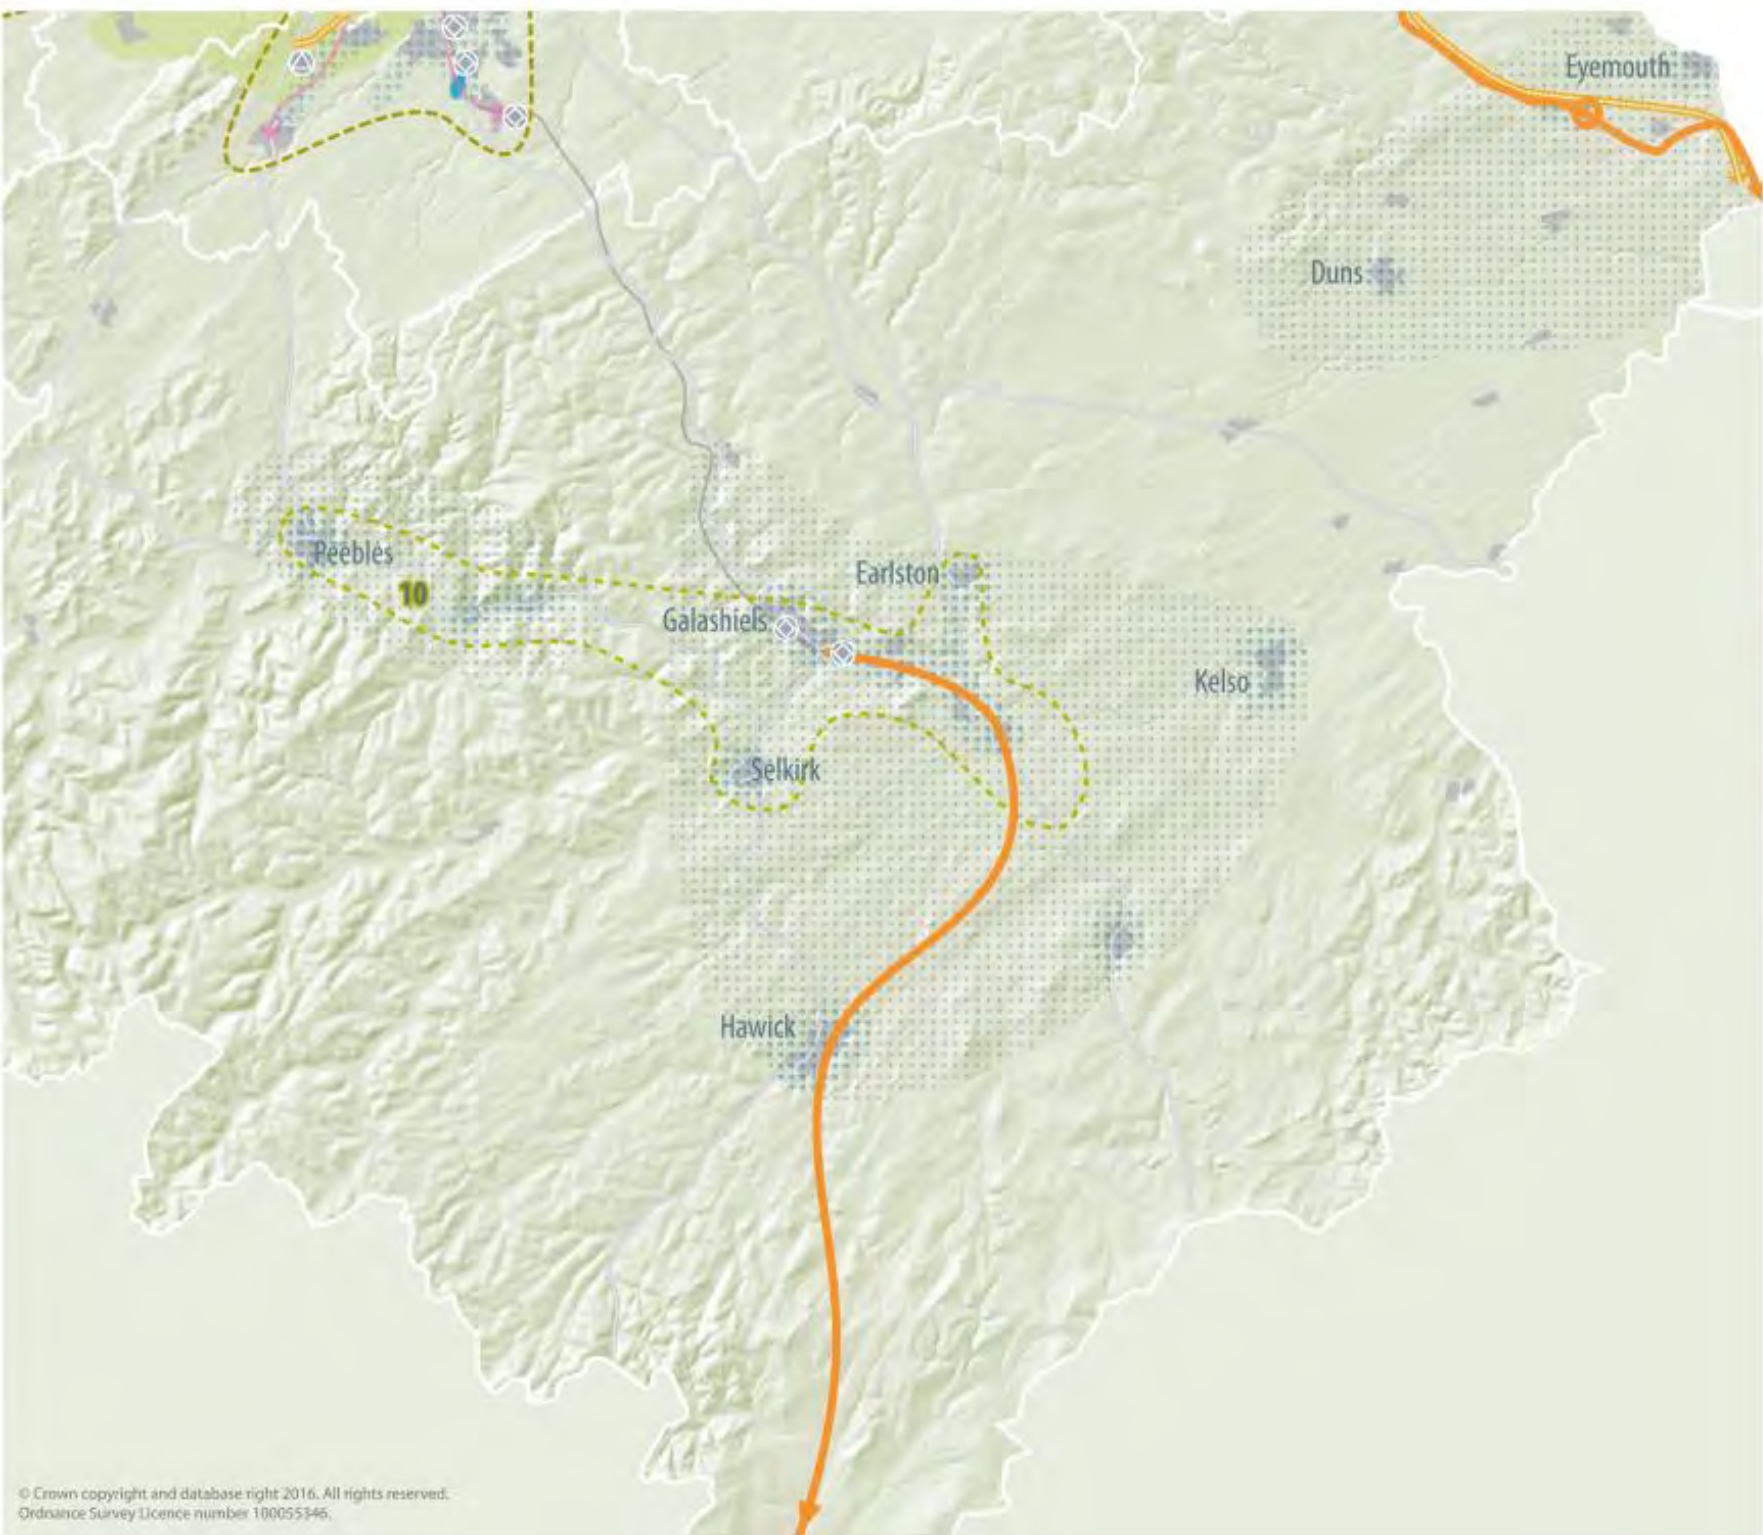 Eyemouth
Duns
Peebles
10
Earlston
Galashiels
Kelso
Selkirk
Hawick
© Crown copyright and database right 2016. All rights reserved.
Ordnance Survey Licence number 100055346.